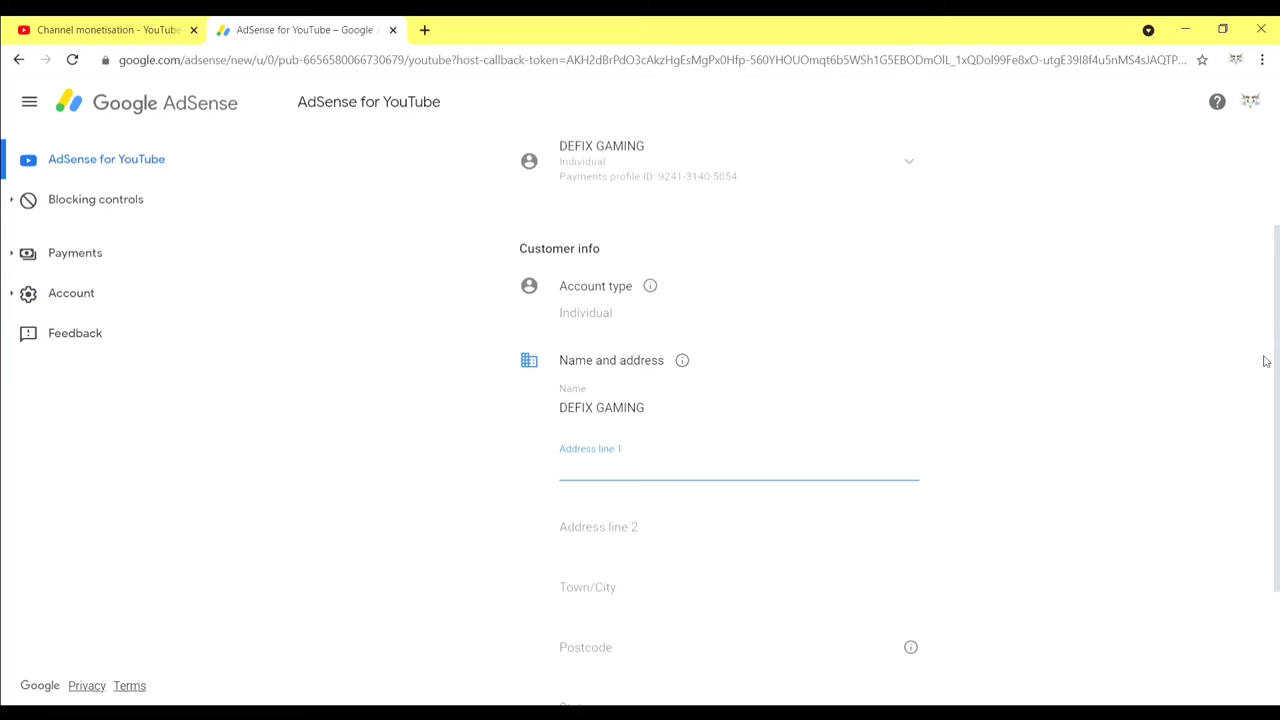 Channel monetisation - YouTube
AdSense for YouTube – Google
google.com/adsense/new/u/0/pub-6656580066730679/youtube?host-callback-token=
Google AdSense
AdSense for YouTube
AdSense for YouTube
Blocking controls
Payments
Account
Feedback
DEFIX GAMING
Individual
Payments profile ID: 9241-3140-5054
Customer info
Account type
Individual
Name and address
Name
DEFIX GAMING
Address line 1
Address line 2
Town/City
Postcode
Google Privacy Terms